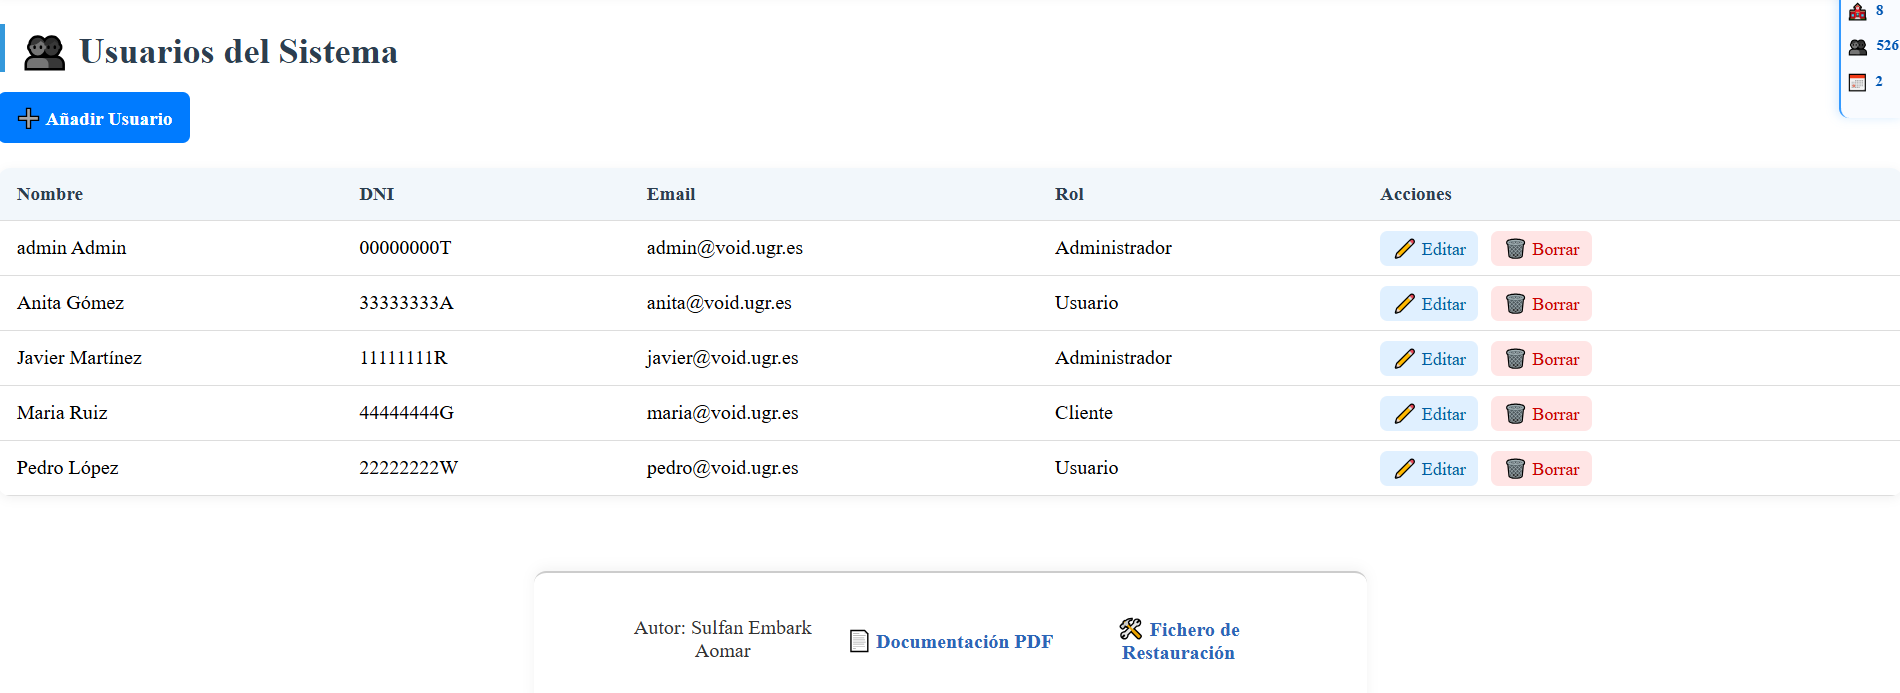 8
Usuarios del Sistema
526
2
Añadir Usuario
Nombre DNI Email Rol Acciones
admin Admin 00000000T admin@void.ugr.es Administrador Editar Borrar
Anita Gómez 33333333A anita@void.ugr.es Usuario Editar Borrar
Javier Martínez 11111111R javier@void.ugr.es Administrador Editar Borrar
Maria Ruiz 44444444G maria@void.ugr.es Cliente Editar Borrar
Pedro López 22222222W pedro@void.ugr.es Usuario Editar Borrar
Autor: Sulfan Embark
Aomar
Documentación PDF
Fichero de
Restauración